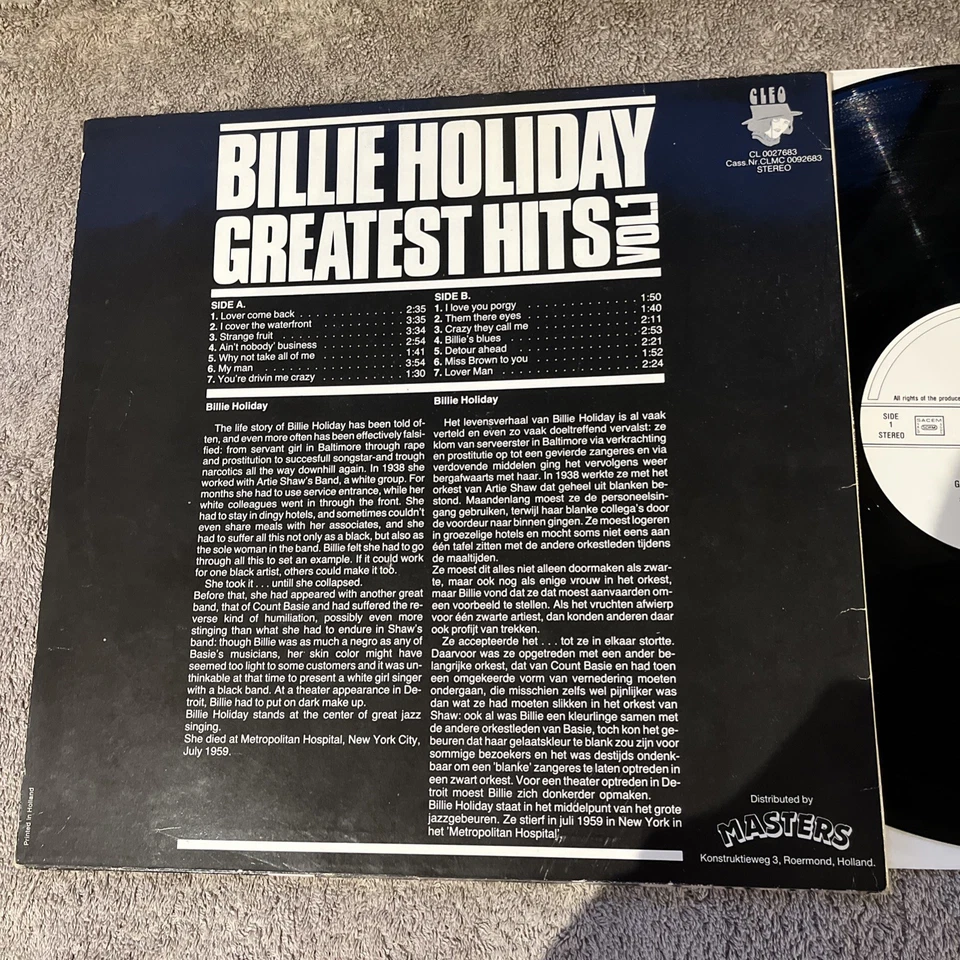 CLEO
CL 0027683
Cass.Nr.CLMC 0092683
STEREO
BILLIE HOLIDAY
GREATEST HITS VOL.1
SIDE A.
1. Lover come back . . . . . . . . . . . . . . . . 2:35
2. I cover the waterfront . . . . . . . . . . . . . 3:35
3. Strange fruit . . . . . . . . . . . . . . . . . . . 3:34
4. Ain't nobody' business . . . . . . . . . . . . 2:54
5. Why not take all of me . . . . . . . . . . . . 1:41
6. My man . . . . . . . . . . . . . . . . . . . . . . 3:54
7. You're drivin me crazy . . . . . . . . . . . . 1:30
SIDE B.
1. I love you porgy . . . . . . . . . . . . . . . . 1:50
2. Them there eyes . . . . . . . . . . . . . . . . 1:40
3. Crazy they call me . . . . . . . . . . . . . . . 2:11
4. Billie's blues . . . . . . . . . . . . . . . . . . . 2:53
5. Detour ahead . . . . . . . . . . . . . . . . . . 2:21
6. Miss Brown to you . . . . . . . . . . . . . . . 1:52
7. Lover Man . . . . . . . . . . . . . . . . . . . . 2:24
Billie Holiday
The life story of Billie Holiday has been told of-
ten, and even more often has been effectively falsi-
fied: from servant girl in Baltimore through rape
and prostitution to succesfull songstar-and trough
narcotics all the way downhill again. In 1938 she
worked with Artie Shaw's Band, a white group. For
months she had to use service entrance, while her
white colleagues went in through the front. She
had to stay in dingy hotels, and sometimes couldn't
even share meals with her associates, and she
had to suffer all this not only as a black, but also as
the sole woman in the band. Billie felt she had to go
through all this to set an example. If it could work
for one black artist, others could make it too.
She took it . . . untill she collapsed.
Before that, she had appeared with another great
band, that of Count Basie and had suffered the re-
verse kind of humiliation, possibly even more
stinging than what she had to endure in Shaw's
band: though Billie was as much a negro as any of
Basie's musicians, her skin color might have
seemed too light to some customers and it was un-
thinkable at that time to present a white girl singer
with a black band. At a theater appearance in De-
troit, Billie had to put on dark make up.
Billie Holiday stands at the center of great jazz
singing.
She died at Metropolitan Hospital, New York City,
July 1959.
Billie Holiday
Het levensverhaal van Billie Holiday is al vaak
verteld en even zo vaak doeltreffend vervalst: ze
klom van serveerster in Baltimore via verkrachting
en prostitutie op tot een gevierde zangeres en via
verdovende middelen ging het vervolgens weer
bergafwaarts met haar. In 1938 werkte ze met het
orkest van Artie Shaw dat geheel uit blanken be-
stond. Maandenlang moest ze de personeelsin-
gang gebruiken, terwijl haar blanke collega's door
de voordeur naar binnen gingen. Ze moest logeren
in groezelige hotels en mocht soms niet eens aan
één tafel zitten met de andere orkestleden tijdens
de maaltijden.
Ze moest dit alles niet alleen doormaken als zwar-
te, maar ook nog als enige vrouw in het orkest,
maar Billie vond dat ze dat moest aanvaarden om-
een voorbeeld te stellen. Als het vruchten afwierp
voor één zwarte artiest, dan konden anderen daar
ook profijt van trekken.
Ze accepteerde het . . . tot ze in elkaar stortte.
Daarvoor was ze opgetreden met een ander be-
langrijke orkest, dat van Count Basie en had toen
een omgekeerde vorm van vernedering moeten
ondergaan, die misschien zelfs wel pijnlijker was
dan wat ze had moeten slikken in het orkest van
Shaw: ook al was Billie een kleurlinge samen met
de andere orkestleden van Basie, toch kon het ge-
beuren dat haar gelaatskleur te blank zou zijn voor
sommige bezoekers en het was destijds ondenk-
baar om een 'blanke' zangeres te laten optreden in
een zwart orkest. Voor een theater optreden in De-
troit moest Billie zich donkerder opmaken.
Billie Holiday staat in het middelpunt van het grote
jazzgebeuren. Ze stierf in juli 1959 in New York in
het 'Metropolitan Hospital',
Printed in Holland
Distributed by
MASTERS
Konstruktieweg 3, Roermond, Holland.
All rights of the produce
SIDE
1
STEREO
SACEM
G